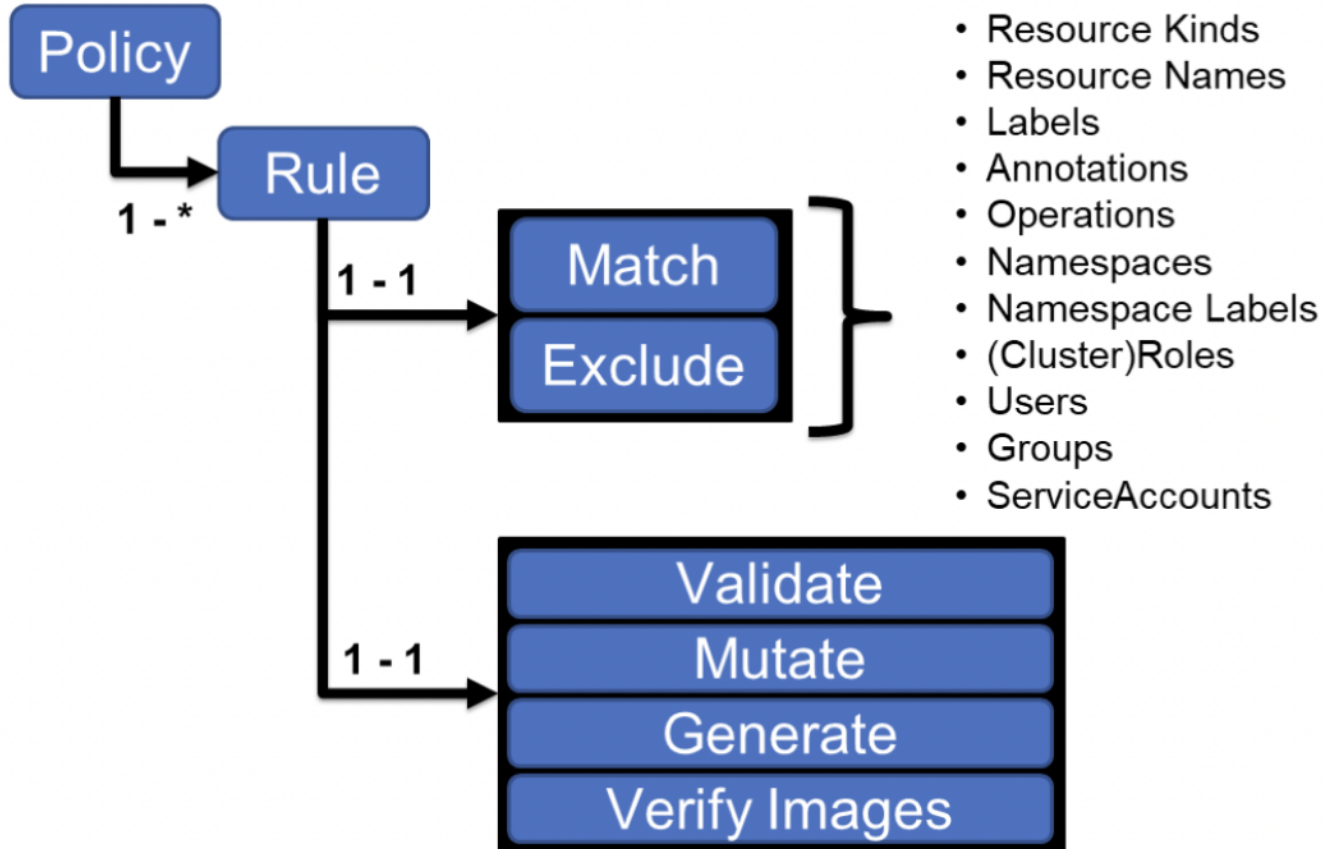 Policy
Rule
1 - *
1 - 1
Match
Exclude
• Resource Kinds
• Resource Names
• Labels
• Annotations
• Operations
• Namespaces
• Namespace Labels
• (Cluster)Roles
• Users
• Groups
• ServiceAccounts
1 - 1
Validate
Mutate
Generate
Verify Images